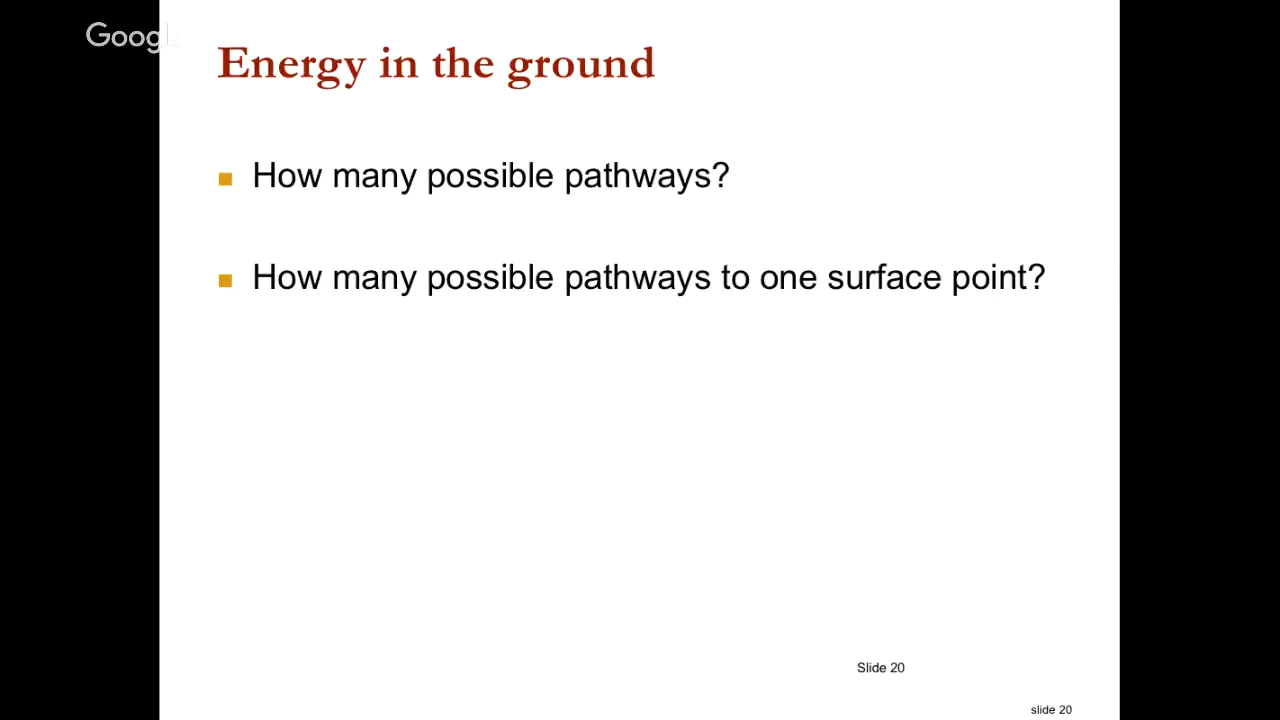 Energy in the ground
How many possible pathways?
How many possible pathways to one surface point?
Slide 20
slide 20